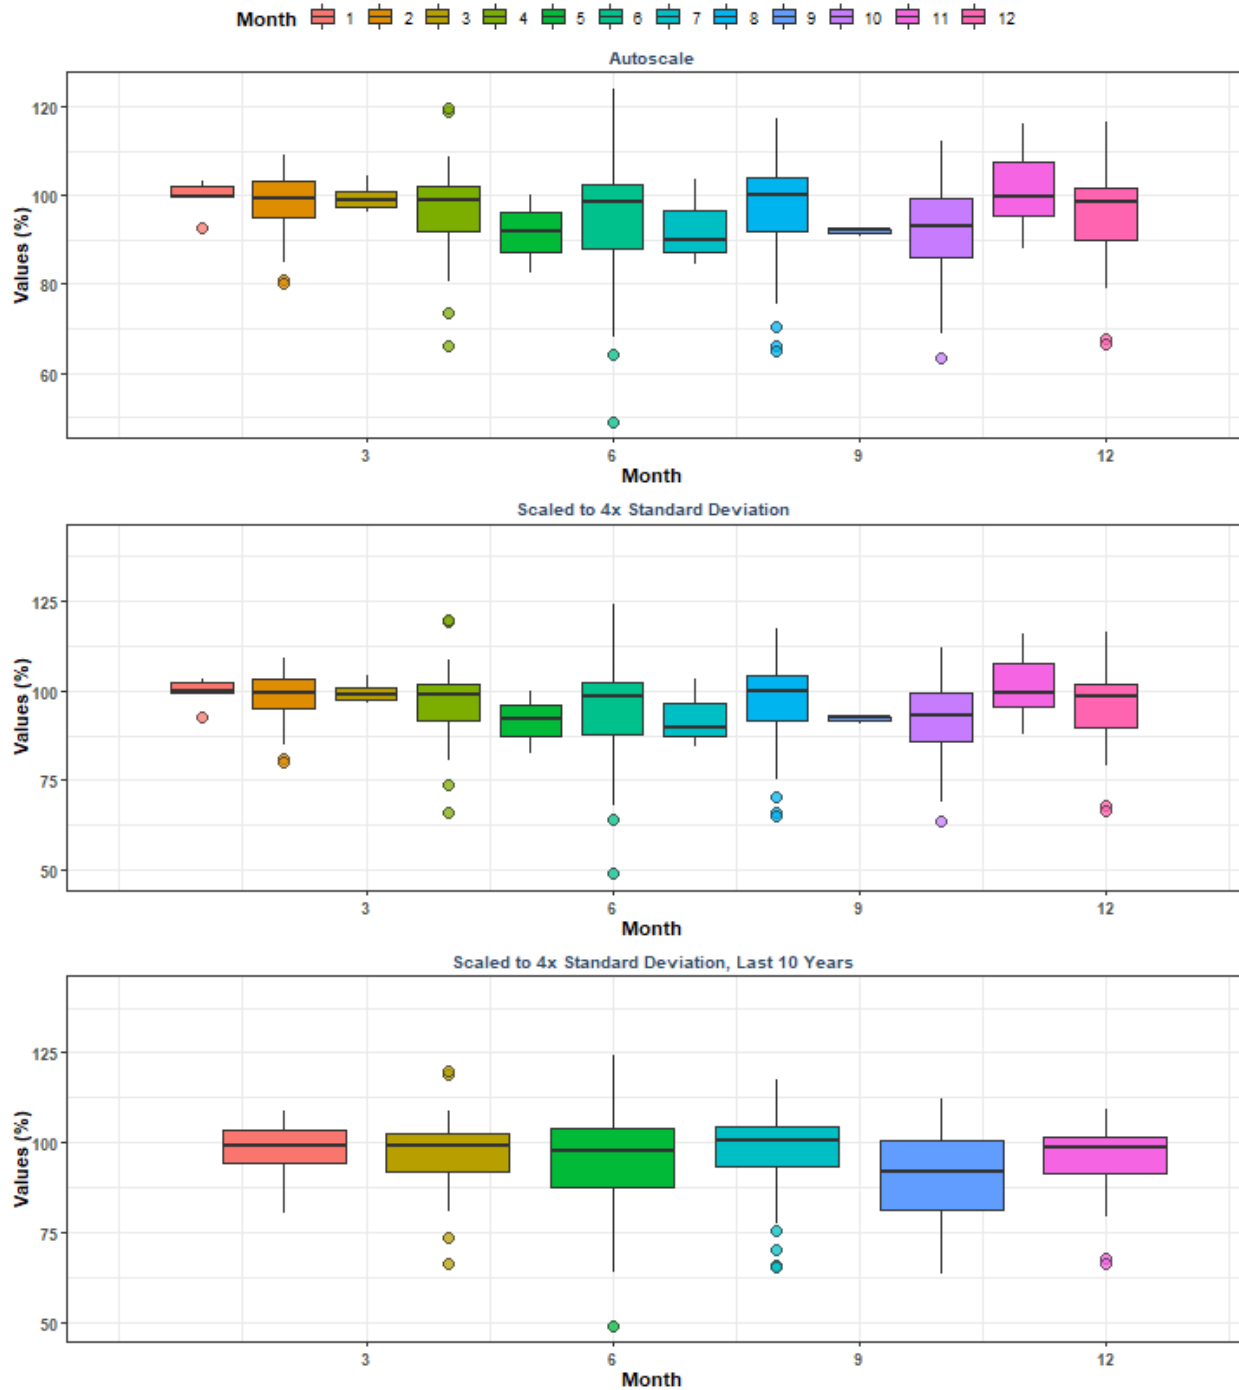 Month 1 2 3 4 5 6 7 8 9 10 11 12
Autoscale
Values (%)
120
100
80
60
3 6 9 12
Month
Scaled to 4x Standard Deviation
Values (%)
125
100
75
50
3 6 9 12
Month
Scaled to 4x Standard Deviation, Last 10 Years
Values (%)
125
100
75
50
3 6 9 12
Month